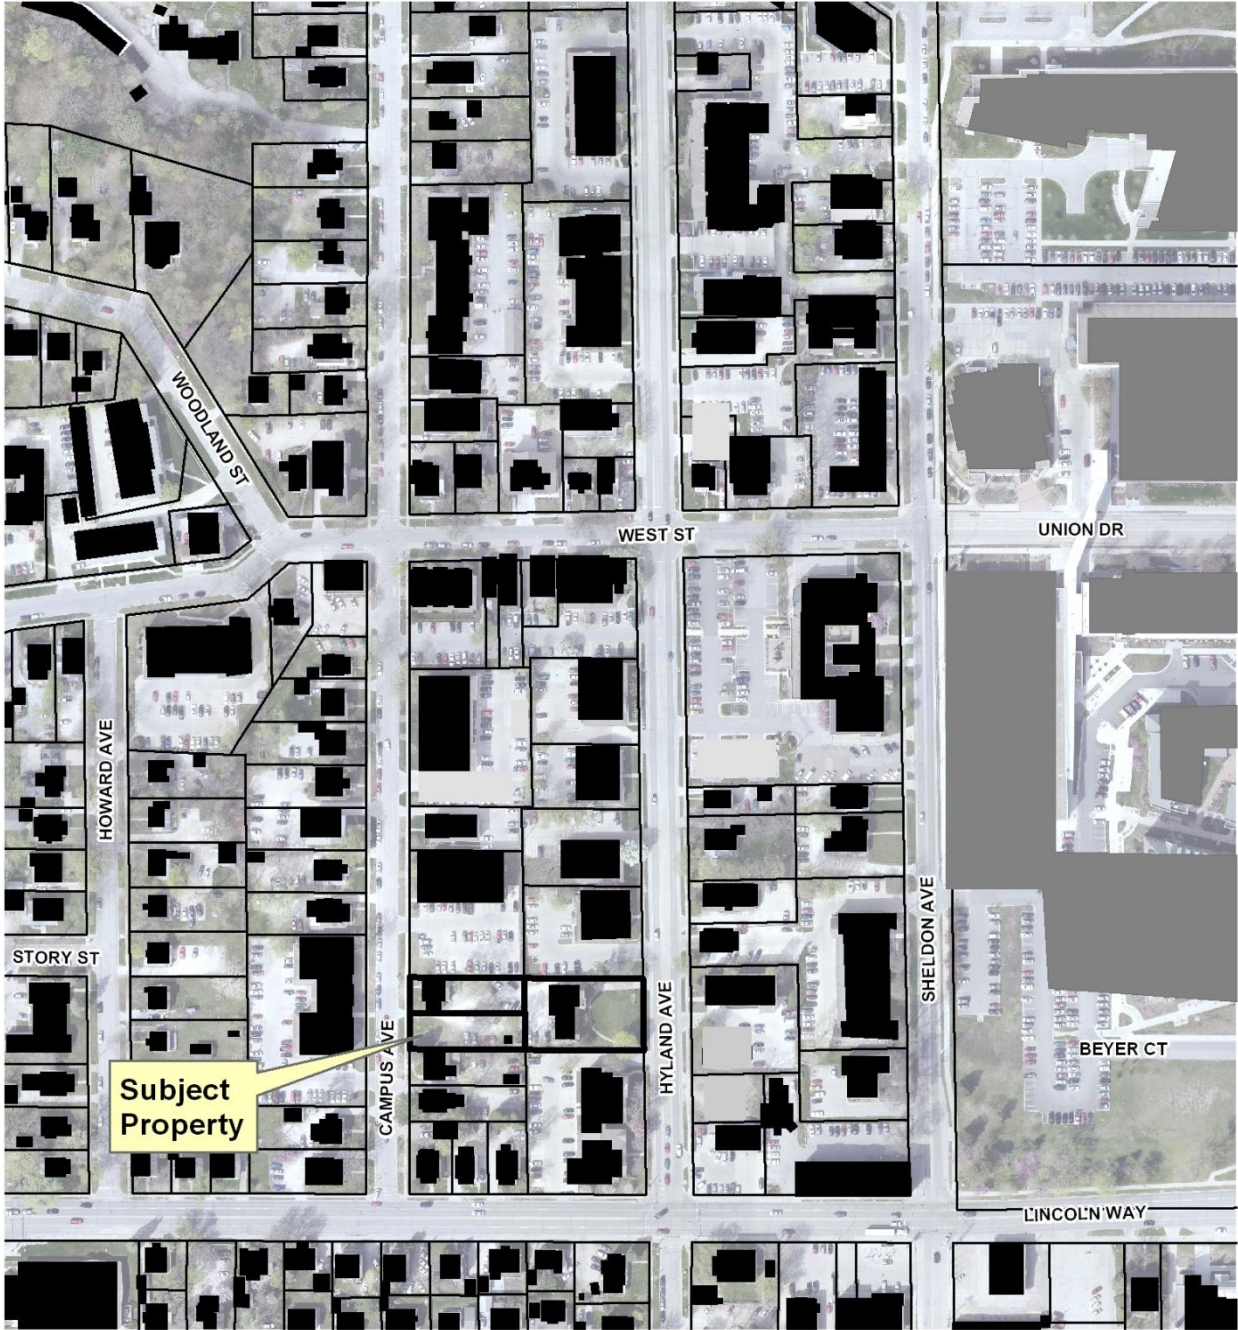 WOODLAND ST
WEST ST
UNION DR
HOWARD AVE
SHELDON AVE
STORY ST
CAMPUS AVE
HYLAND AVE
BEYER CT
Subject
Property
LINCOLN WAY